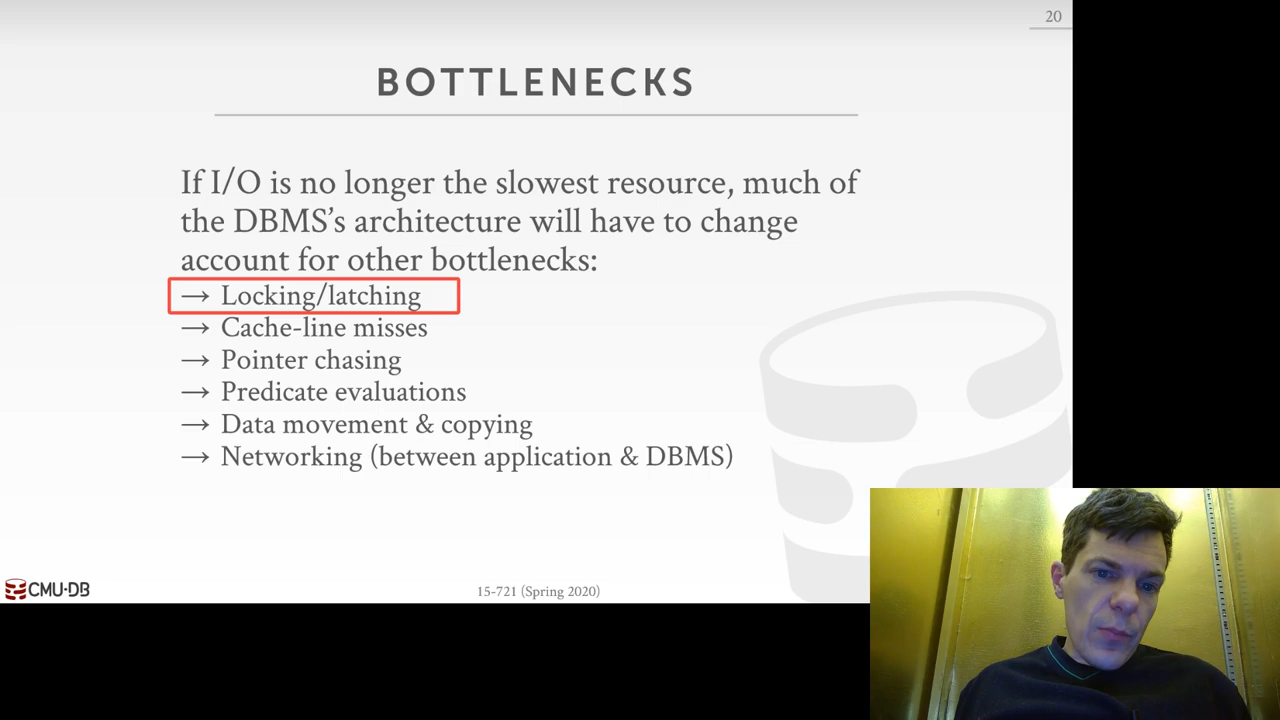 20
BOTTLENECKS
If I/O is no longer the slowest resource, much of
the DBMS’s architecture will have to change
account for other bottlenecks:
→ Locking/latching
→ Cache-line misses
→ Pointer chasing
→ Predicate evaluations
→ Data movement & copying
→ Networking (between application & DBMS)
CMU·DB
15-721 (Spring 2020)